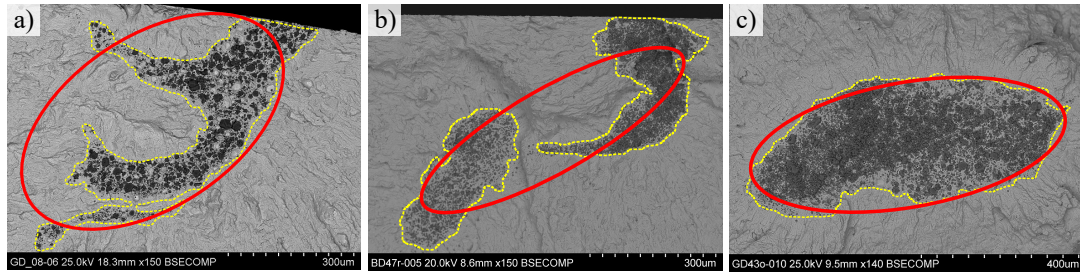 a)
b)
c)
GD_08-06 25.0kV 18.3mm x150 BSECOMP 300um
BD47r-005 20.0kV 8.6mm x150 BSECOMP 300um
GD43o-010 25.0kV 9.5mm x140 BSECOMP 400um